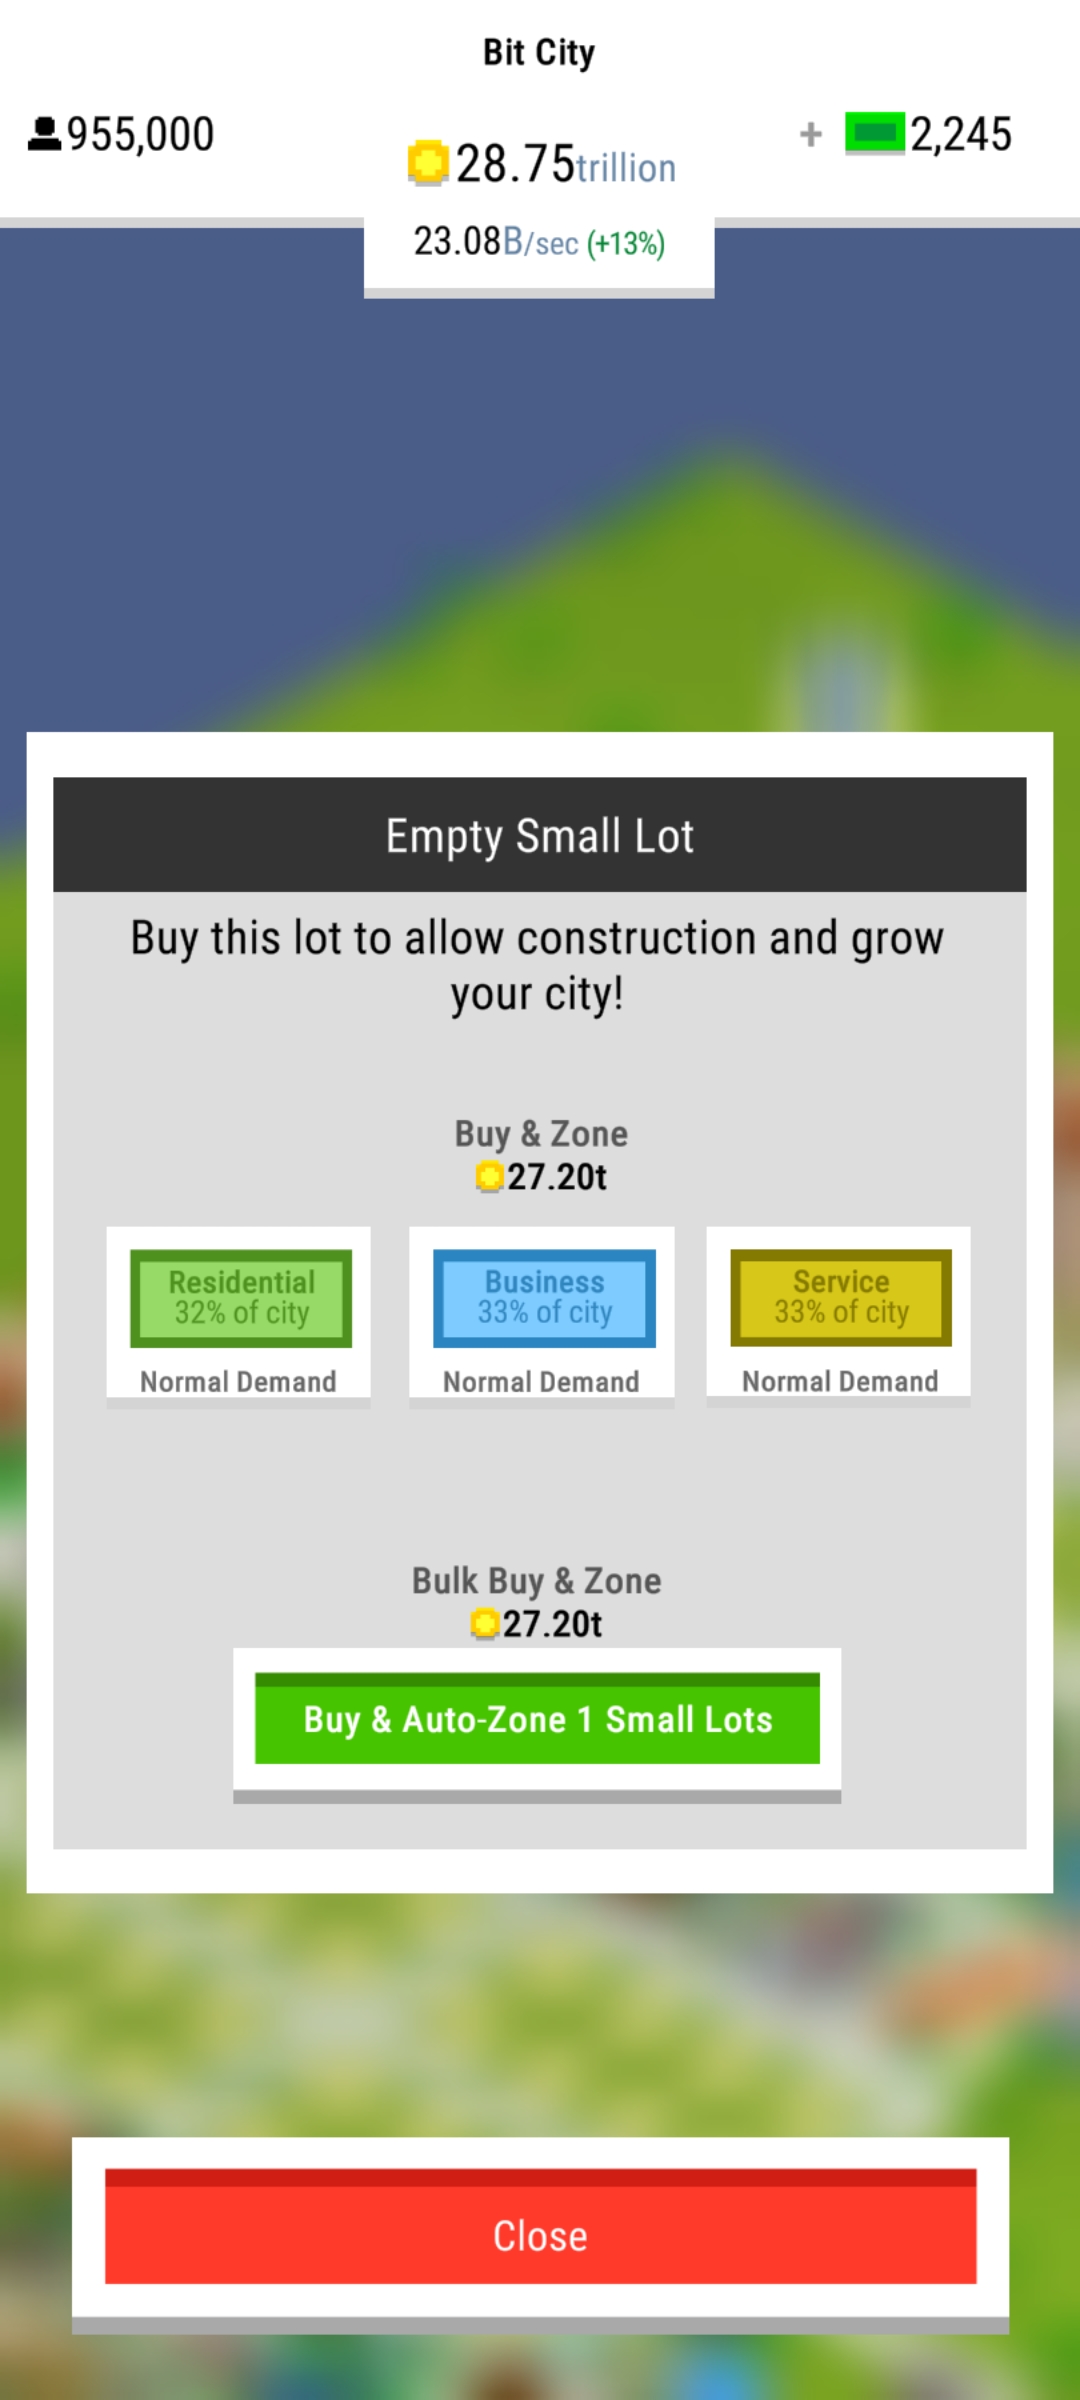 Bit City
955,000
28.75trillion
+ 2,245
23.08B/sec (+13%)
Empty Small Lot
Buy this lot to allow construction and grow
your city!
Buy & Zone
27.20t
Residential
32% of city
Normal Demand
Business
33% of city
Normal Demand
Service
33% of city
Normal Demand
Bulk Buy & Zone
27.20t
Buy & Auto-Zone 1 Small Lots
Close